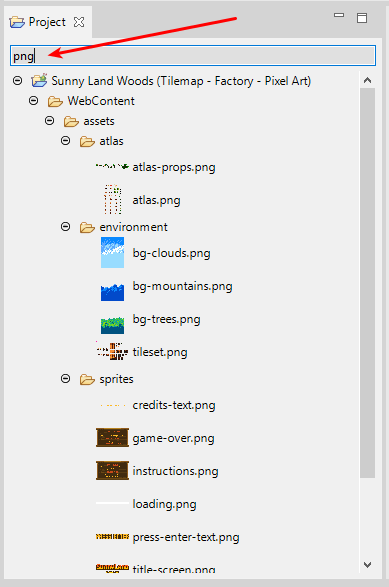 Project
png
Sunny Land Woods (Tilemap - Factory - Pixel Art)
WebContent
assets
atlas
atlas-props.png
atlas.png
environment
bg-clouds.png
bg-mountains.png
bg-trees.png
tileset.png
sprites
credits-text.png
game-over.png
instructions.png
loading.png
press-enter-text.png
title-screen.png